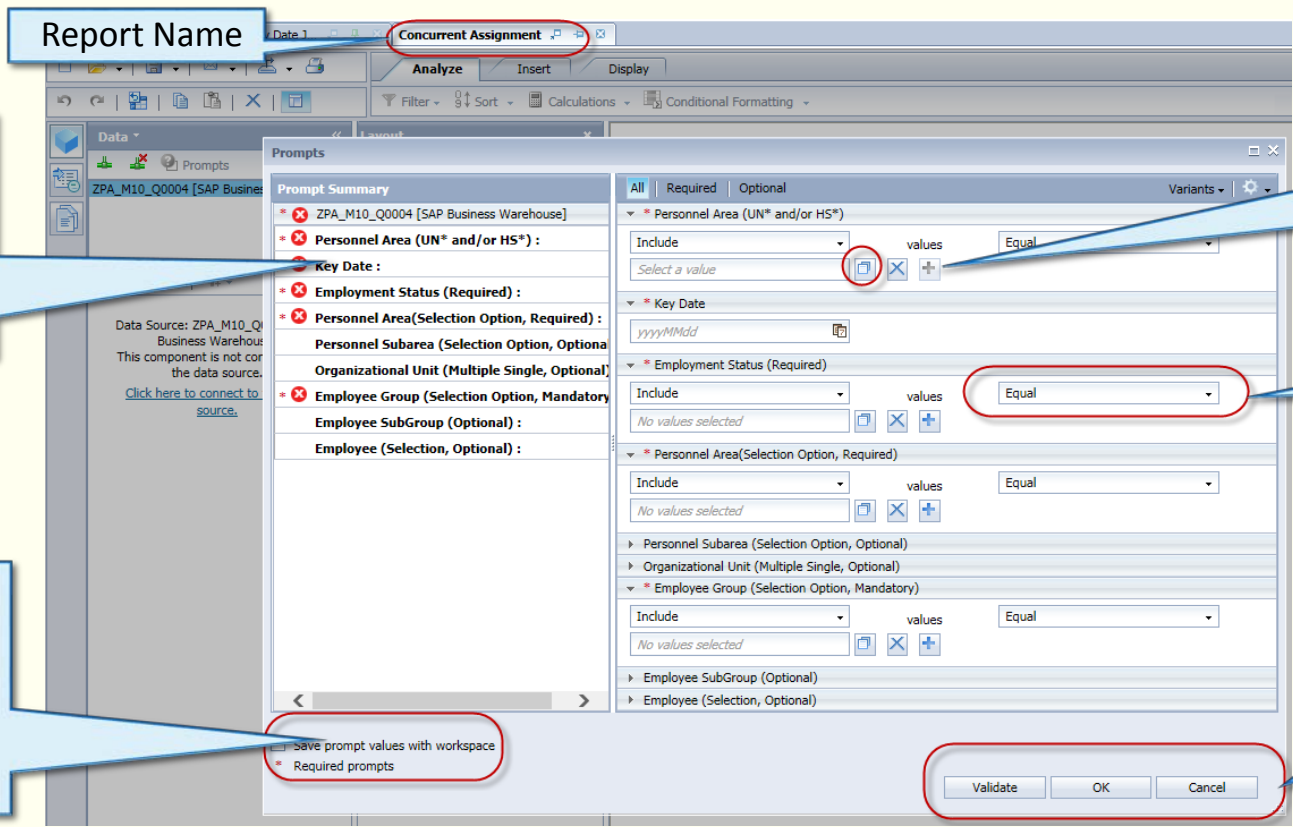 Report Name
Date 1
Concurrent Assignment
Analyze
Insert
Display
Filter
Sort
Calculations
Conditional Formatting
Data
Layout
Prompts
ZPA_M10_Q0004 [SAP Busines
Data Source: ZPA_M10_Q
Business Warehous
This component is not con
the data source.
Click here to connect to
source.
Prompts
Prompt Summary
* ZPA_M10_Q0004 [SAP Business Warehouse]
* Personnel Area (UN* and/or HS*) :
Key Date :
* Employment Status (Required) :
* Personnel Area(Selection Option, Required) :
Personnel Subarea (Selection Option, Optional
Organizational Unit (Multiple Single, Optional)
* Employee Group (Selection Option, Mandatory
Employee SubGroup (Optional) :
Employee (Selection, Optional) :
All
Required
Optional
Variants
* Personnel Area (UN* and/or HS*)
Include
values
Equal
Select a value
* Key Date
yyyyMMdd
* Employment Status (Required)
Include
values
Equal
No values selected
* Personnel Area(Selection Option, Required)
Include
values
Equal
No values selected
Personnel Subarea (Selection Option, Optional)
Organizational Unit (Multiple Single, Optional)
* Employee Group (Selection Option, Mandatory)
Include
values
Equal
No values selected
Employee SubGroup (Optional)
Employee (Selection, Optional)
Save prompt values with workspace
* Required prompts
Validate
OK
Cancel